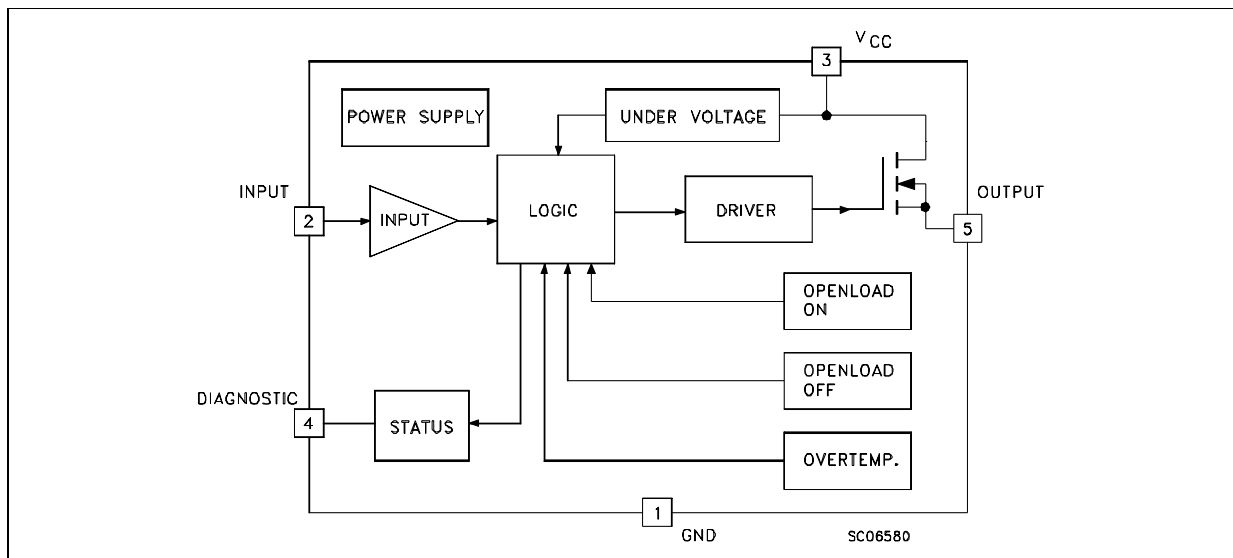 V CC
3
POWER SUPPLY
UNDER VOLTAGE
INPUT
2
INPUT
LOGIC
DRIVER
OUTPUT
5
OPENLOAD
ON
OPENLOAD
OFF
DIAGNOSTIC
4
STATUS
OVERTEMP.
1
GND
SC06580